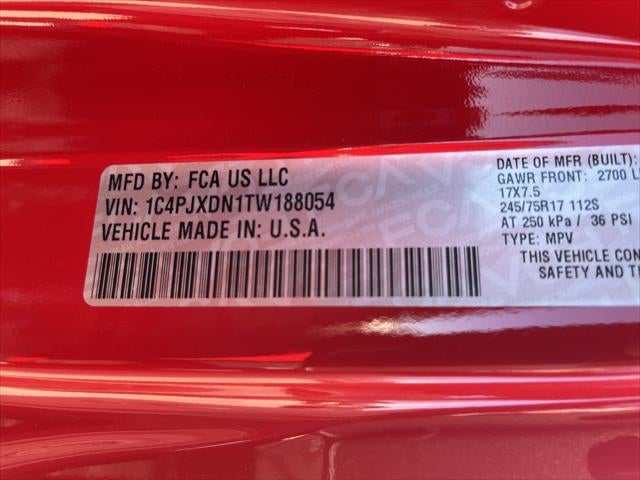 MFD BY: FCA US LLC
VIN: 1C4PJXDN1TW188054
VEHICLE MADE IN: U.S.A.
DATE OF MFR (BUILT):
GAWR FRONT: 2700 L
17X7.5
245/75R17 112S
AT 250 kPa / 36 PSI
TYPE: MPV
THIS VEHICLE CON
SAFETY AND